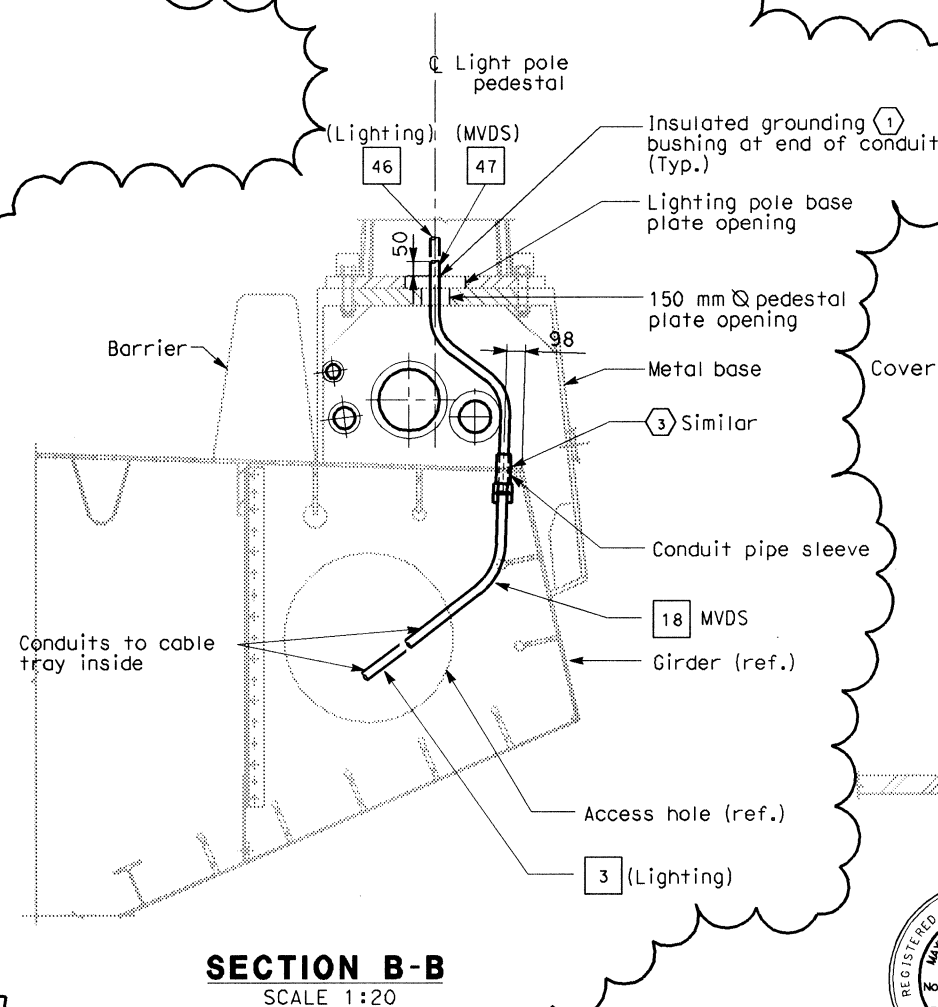 ℄ Light pole
pedestal
(Lighting) (MVDS)
46 47
Insulated grounding 1
bushing at end of conduit
(Typ.)
Lighting pole base
plate opening
50
150 mm Ø pedestal
plate opening
98
Barrier
Metal base
Cover
3 Similar
Conduit pipe sleeve
18 MVDS
Conduits to cable
tray inside
Girder (ref.)
Access hole (ref.)
3 (Lighting)
SECTION B-B
SCALE 1:20
REGISTERED
No